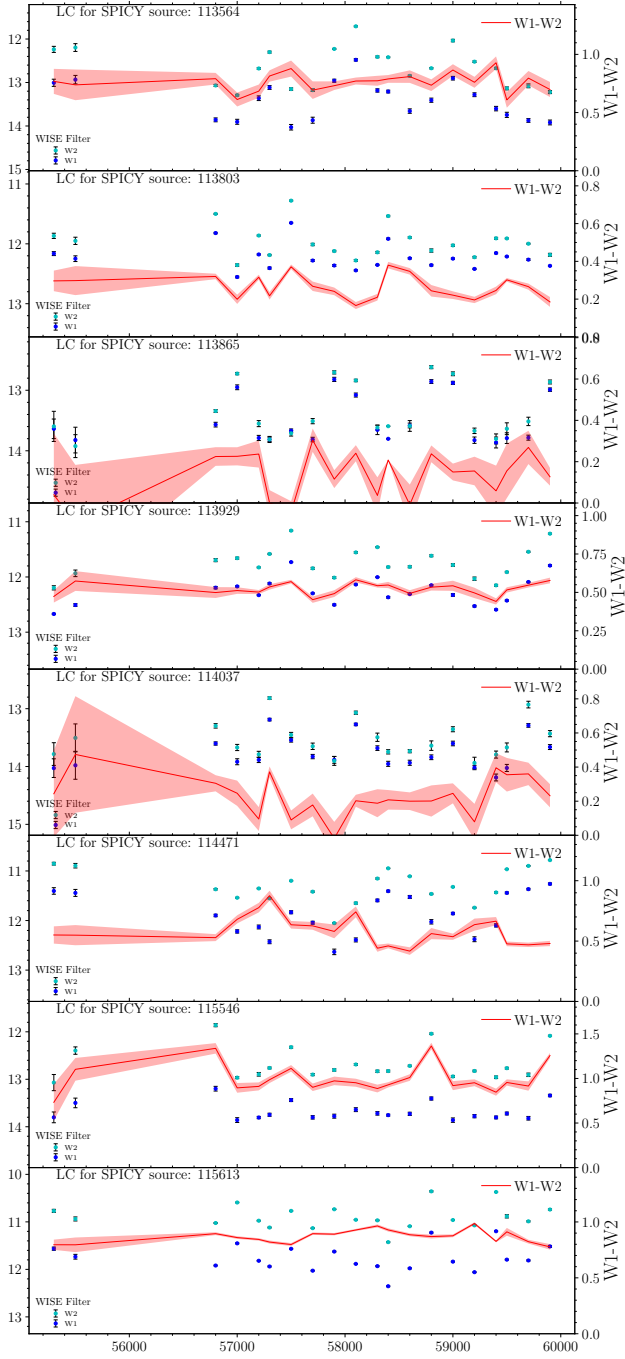 LC for SPICY source: 113564
W1-W2
12
13
14
15
1.0
0.5
0.0
W1-W2
WISE Filter
W2
W1
LC for SPICY source: 113803
W1-W2
11
12
13
0.8
0.6
0.4
0.2
0.0
W1-W2
WISE Filter
W2
W1
LC for SPICY source: 113865
W1-W2
13
14
0.8
0.6
0.4
0.2
0.0
W1-W2
WISE Filter
W2
W1
LC for SPICY source: 113929
W1-W2
11
12
13
1.00
0.75
0.50
0.25
0.00
W1-W2
WISE Filter
W2
W1
LC for SPICY source: 114037
W1-W2
13
14
15
0.8
0.6
0.4
0.2
0.0
W1-W2
WISE Filter
W2
W1
LC for SPICY source: 114471
W1-W2
11
12
13
1.0
0.5
0.0
W1-W2
WISE Filter
W2
W1
LC for SPICY source: 115546
W1-W2
12
13
14
1.5
1.0
0.5
0.0
W1-W2
WISE Filter
W2
W1
LC for SPICY source: 115613
W1-W2
10
11
12
13
1.0
0.5
0.0
W1-W2
WISE Filter
W2
W1
56000 57000 58000 59000 60000